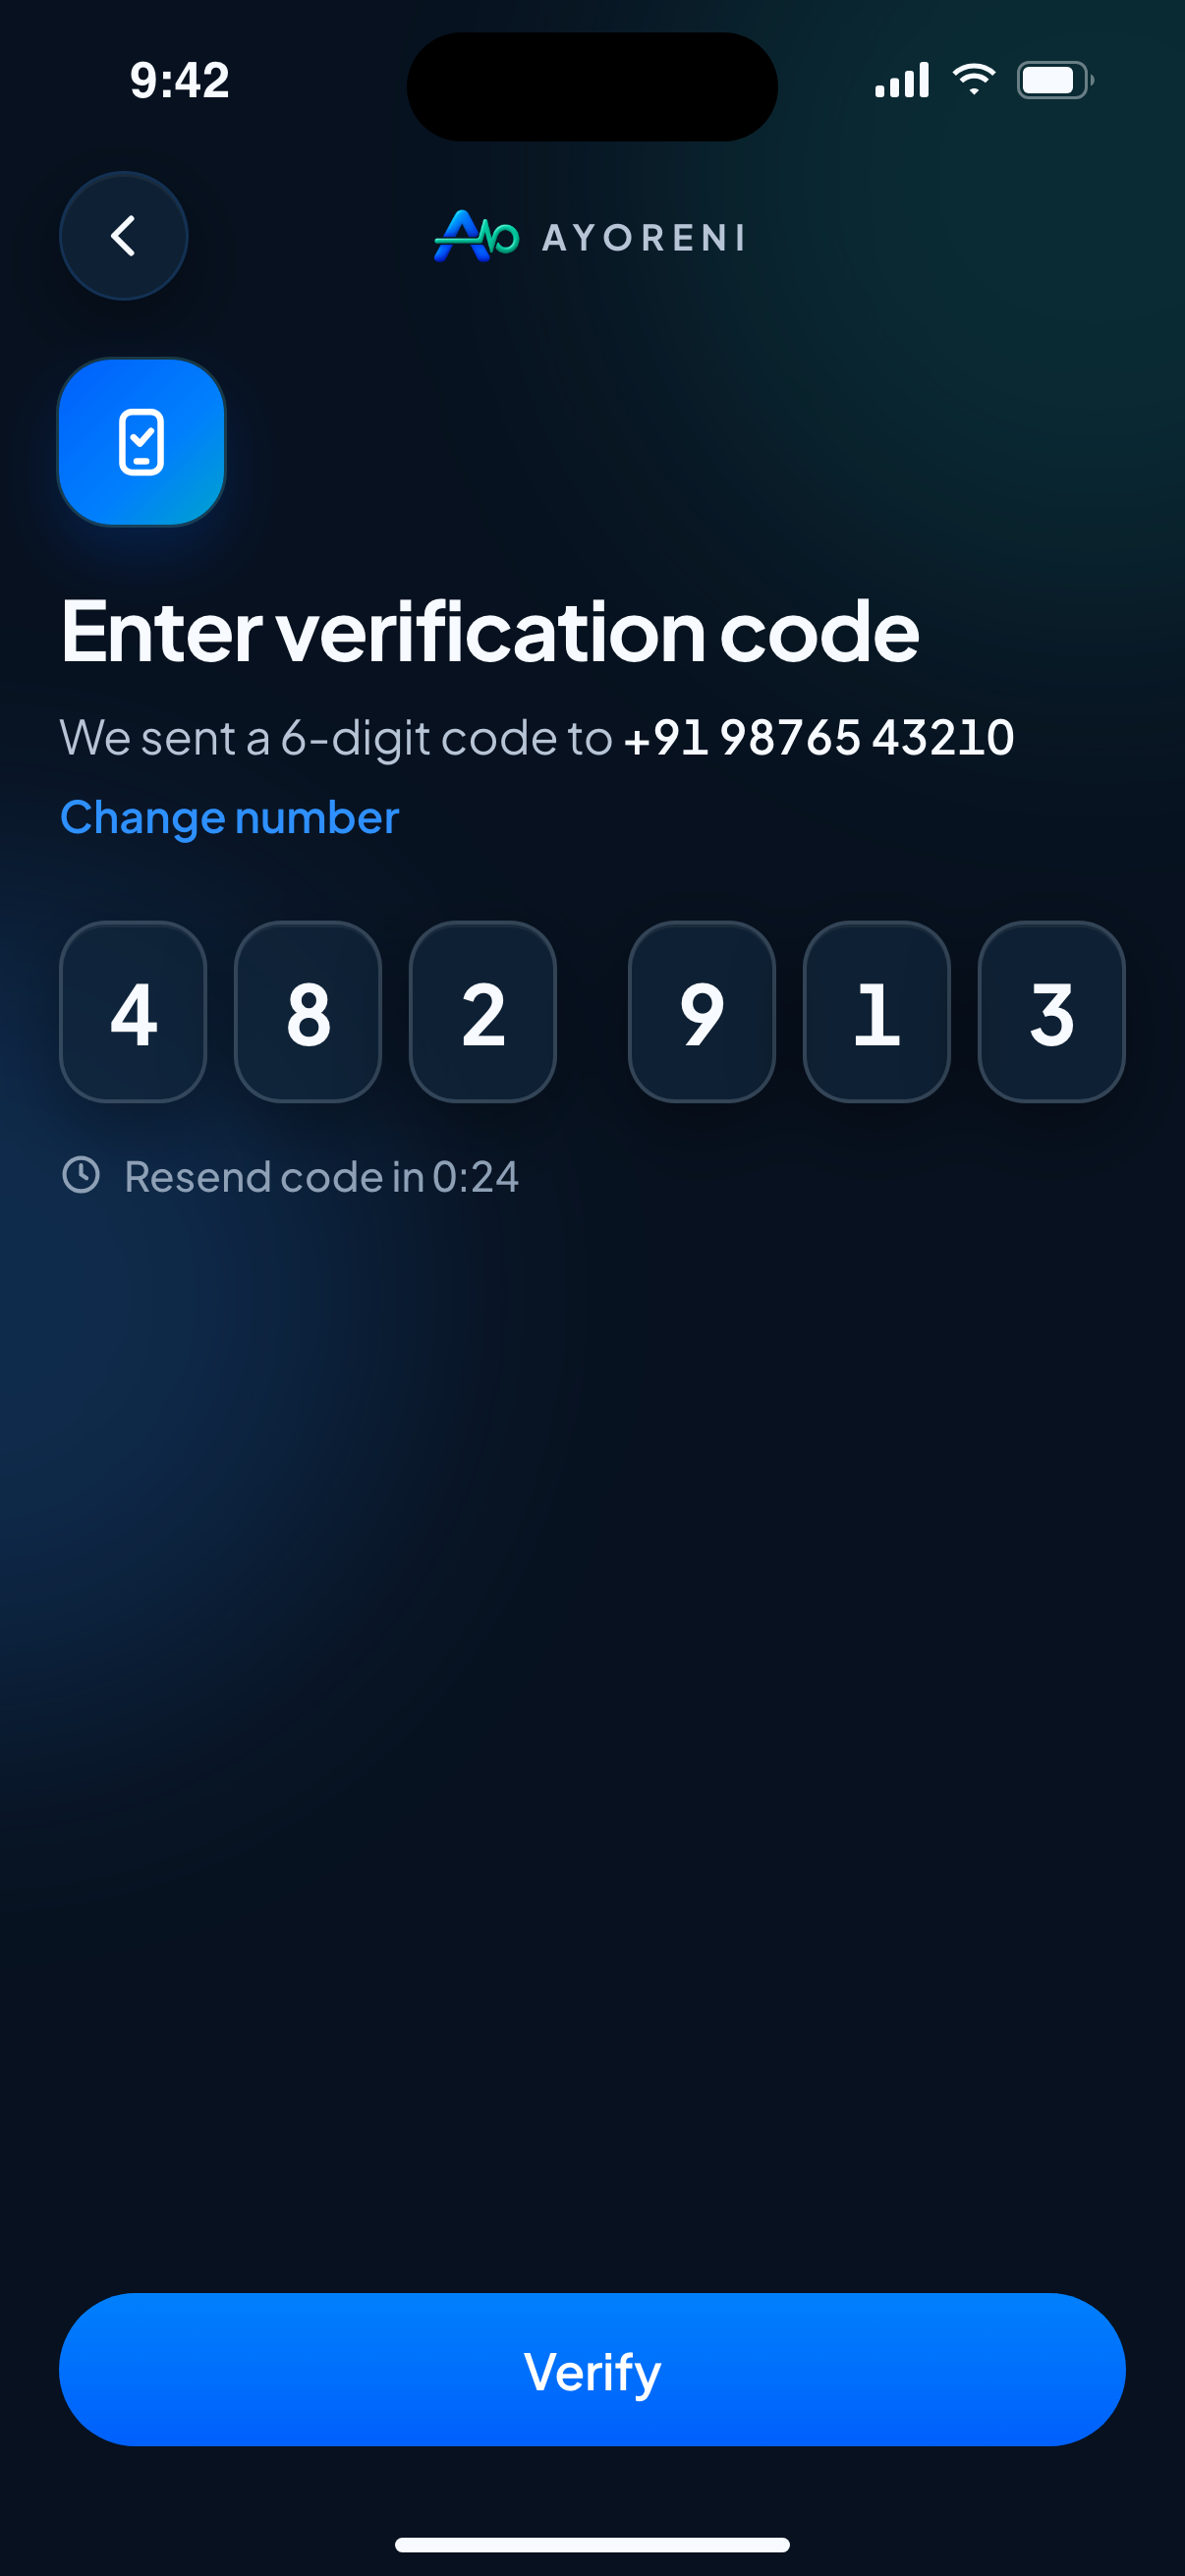 9:42
AYORENI
Enter verification code
We sent a 6-digit code to +91 98765 43210
Change number
4 8 2 9 1 3
Resend code in 0:24
Verify